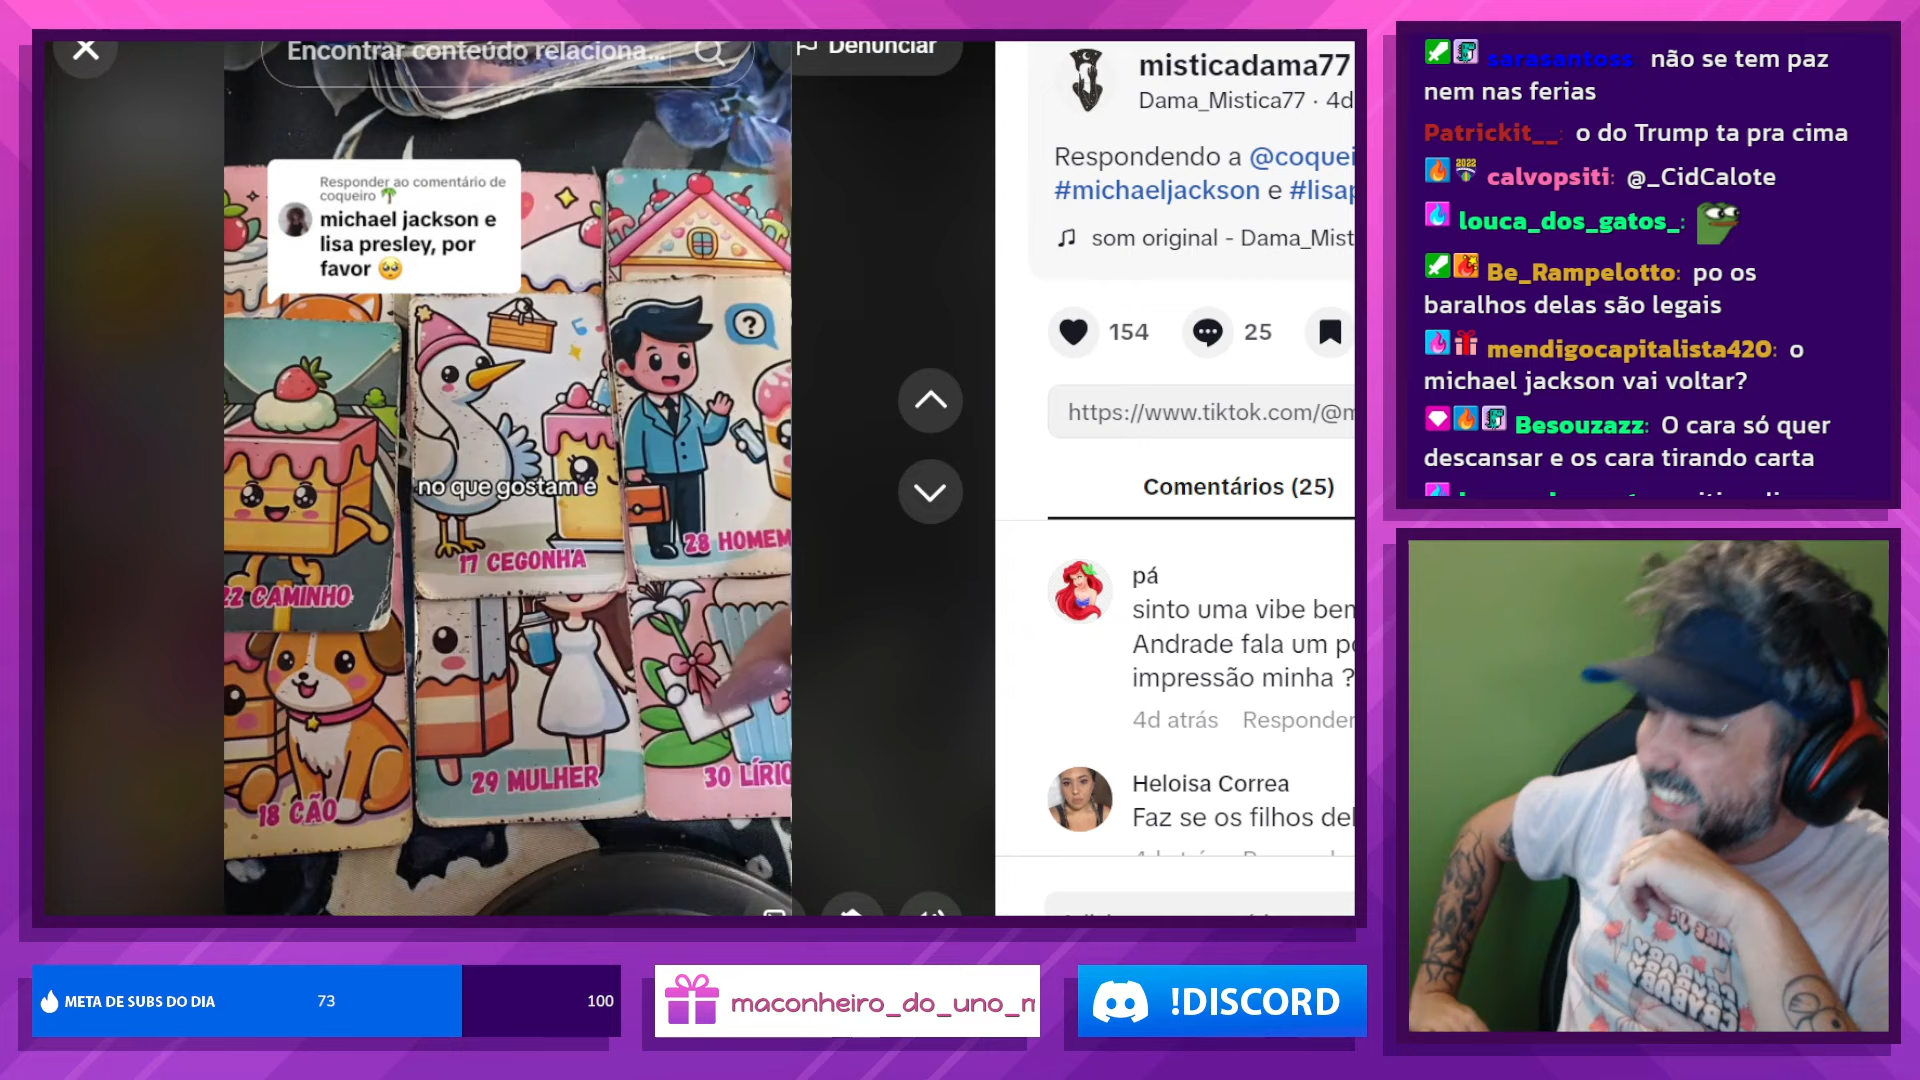 Encontrar conteúdo relaciona...
Denunciar
Responder ao comentário de
coqueiro 🌴
michael jackson e
lisa presley, por
favor 🥺
no que gostam é
22 CAMINHO
17 CEGONHA
28 HOMEM
18 CÃO
29 MULHER
30 LÍRIO
misticadama77
Dama_Mistica77 · 4d
Respondendo a @coquei
#michaeljackson e #lisap
som original - Dama_Mist
154
25
https://www.tiktok.com/@m
Comentários (25)
pá
sinto uma vibe bem
Andrade fala um po
impressão minha ?
4d atrás Responder
Heloisa Correa
Faz se os filhos del
sarasantoss: não se tem paz
nem nas ferias
Patrickit__: o do Trump ta pra cima
calvopsiti: @_CidCalote
louca_dos_gatos_:
Be_Rampelotto: po os
baralhos delas são legais
mendigocapitalista420: o
michael jackson vai voltar?
Besouzazz: O cara só quer
descansar e os cara tirando carta
META DE SUBS DO DIA 73 100
maconheiro_do_uno_m
!DISCORD